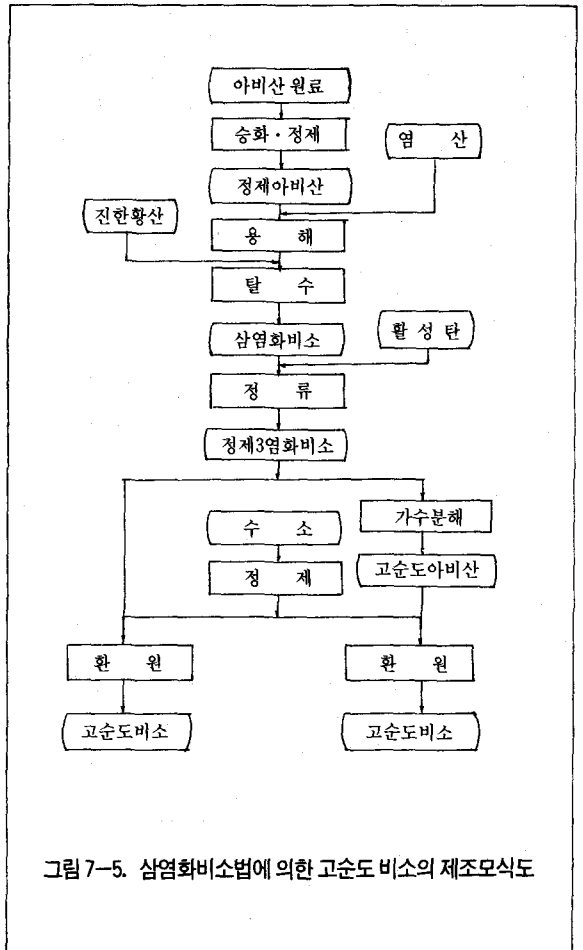 아비산 원료
승화·정제
염 산
정제아비산
진한황산
용 해
탈 수
삼염화비소
활 성 탄
정 류
정제3염화비소
가수분해
수 소
고순도아비산
정 제
환 원
환 원
고순도비소
고순도비소
그림 7-5. 삼염화비소법에 의한 고순도 비소의 제조모식도